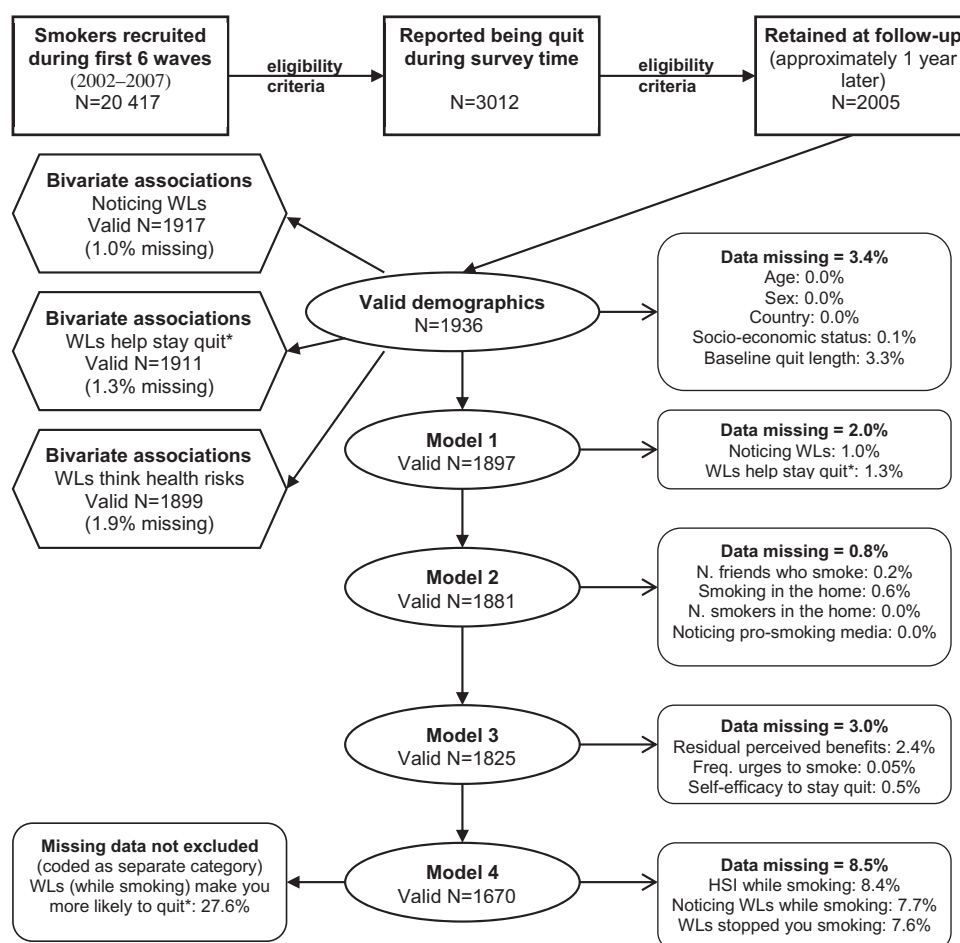 Smokers recruited
during first 6 waves
(2002–2007)
N=20 417
eligibility
criteria
Reported being quit
during survey time
N=3012
eligibility
criteria
Retained at follow-up
(approximately 1 year
later)
N=2005
Bivariate associations
Noticing WLs
Valid N=1917
(1.0% missing)
Bivariate associations
WLs help stay quit*
Valid N=1911
(1.3% missing)
Bivariate associations
WLs think health risks
Valid N=1899
(1.9% missing)
Valid demographics
N=1936
Data missing = 3.4%
Age: 0.0%
Sex: 0.0%
Country: 0.0%
Socio-economic status: 0.1%
Baseline quit length: 3.3%
Model 1
Valid N=1897
Data missing = 2.0%
Noticing WLs: 1.0%
WLs help stay quit*: 1.3%
Model 2
Valid N=1881
Data missing = 0.8%
N. friends who smoke: 0.2%
Smoking in the home: 0.6%
N. smokers in the home: 0.0%
Noticing pro-smoking media: 0.0%
Model 3
Valid N=1825
Data missing = 3.0%
Residual perceived benefits: 2.4%
Freq. urges to smoke: 0.05%
Self-efficacy to stay quit: 0.5%
Missing data not excluded
(coded as separate category)
WLs (while smoking) make you
more likely to quit*: 27.6%
Model 4
Valid N=1670
Data missing = 8.5%
HSI while smoking: 8.4%
Noticing WLs while smoking: 7.7%
WLs stopped you smoking: 7.6%